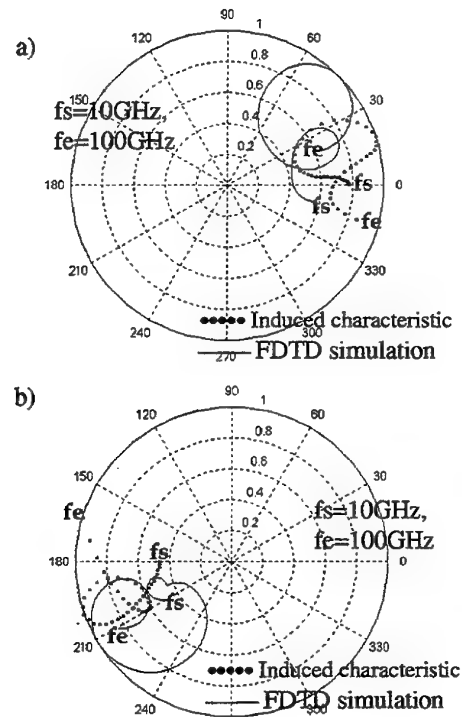 a)
90
1
120
60
0.8
0.6
150
30
0.4
fs=10GHz,
fe=100GHz
0.2
fe
180
fs
0
fs
fe
210
330
240
300
Induced characteristic
270
FDTD simulation
b)
90
1
120
60
0.8
0.6
150
30
0.4
fe
fs=10GHz,
0.2
fs
fe=100GHz
180
0
fs
fe
210
Induced characteristic
FDTD simulation
240
300